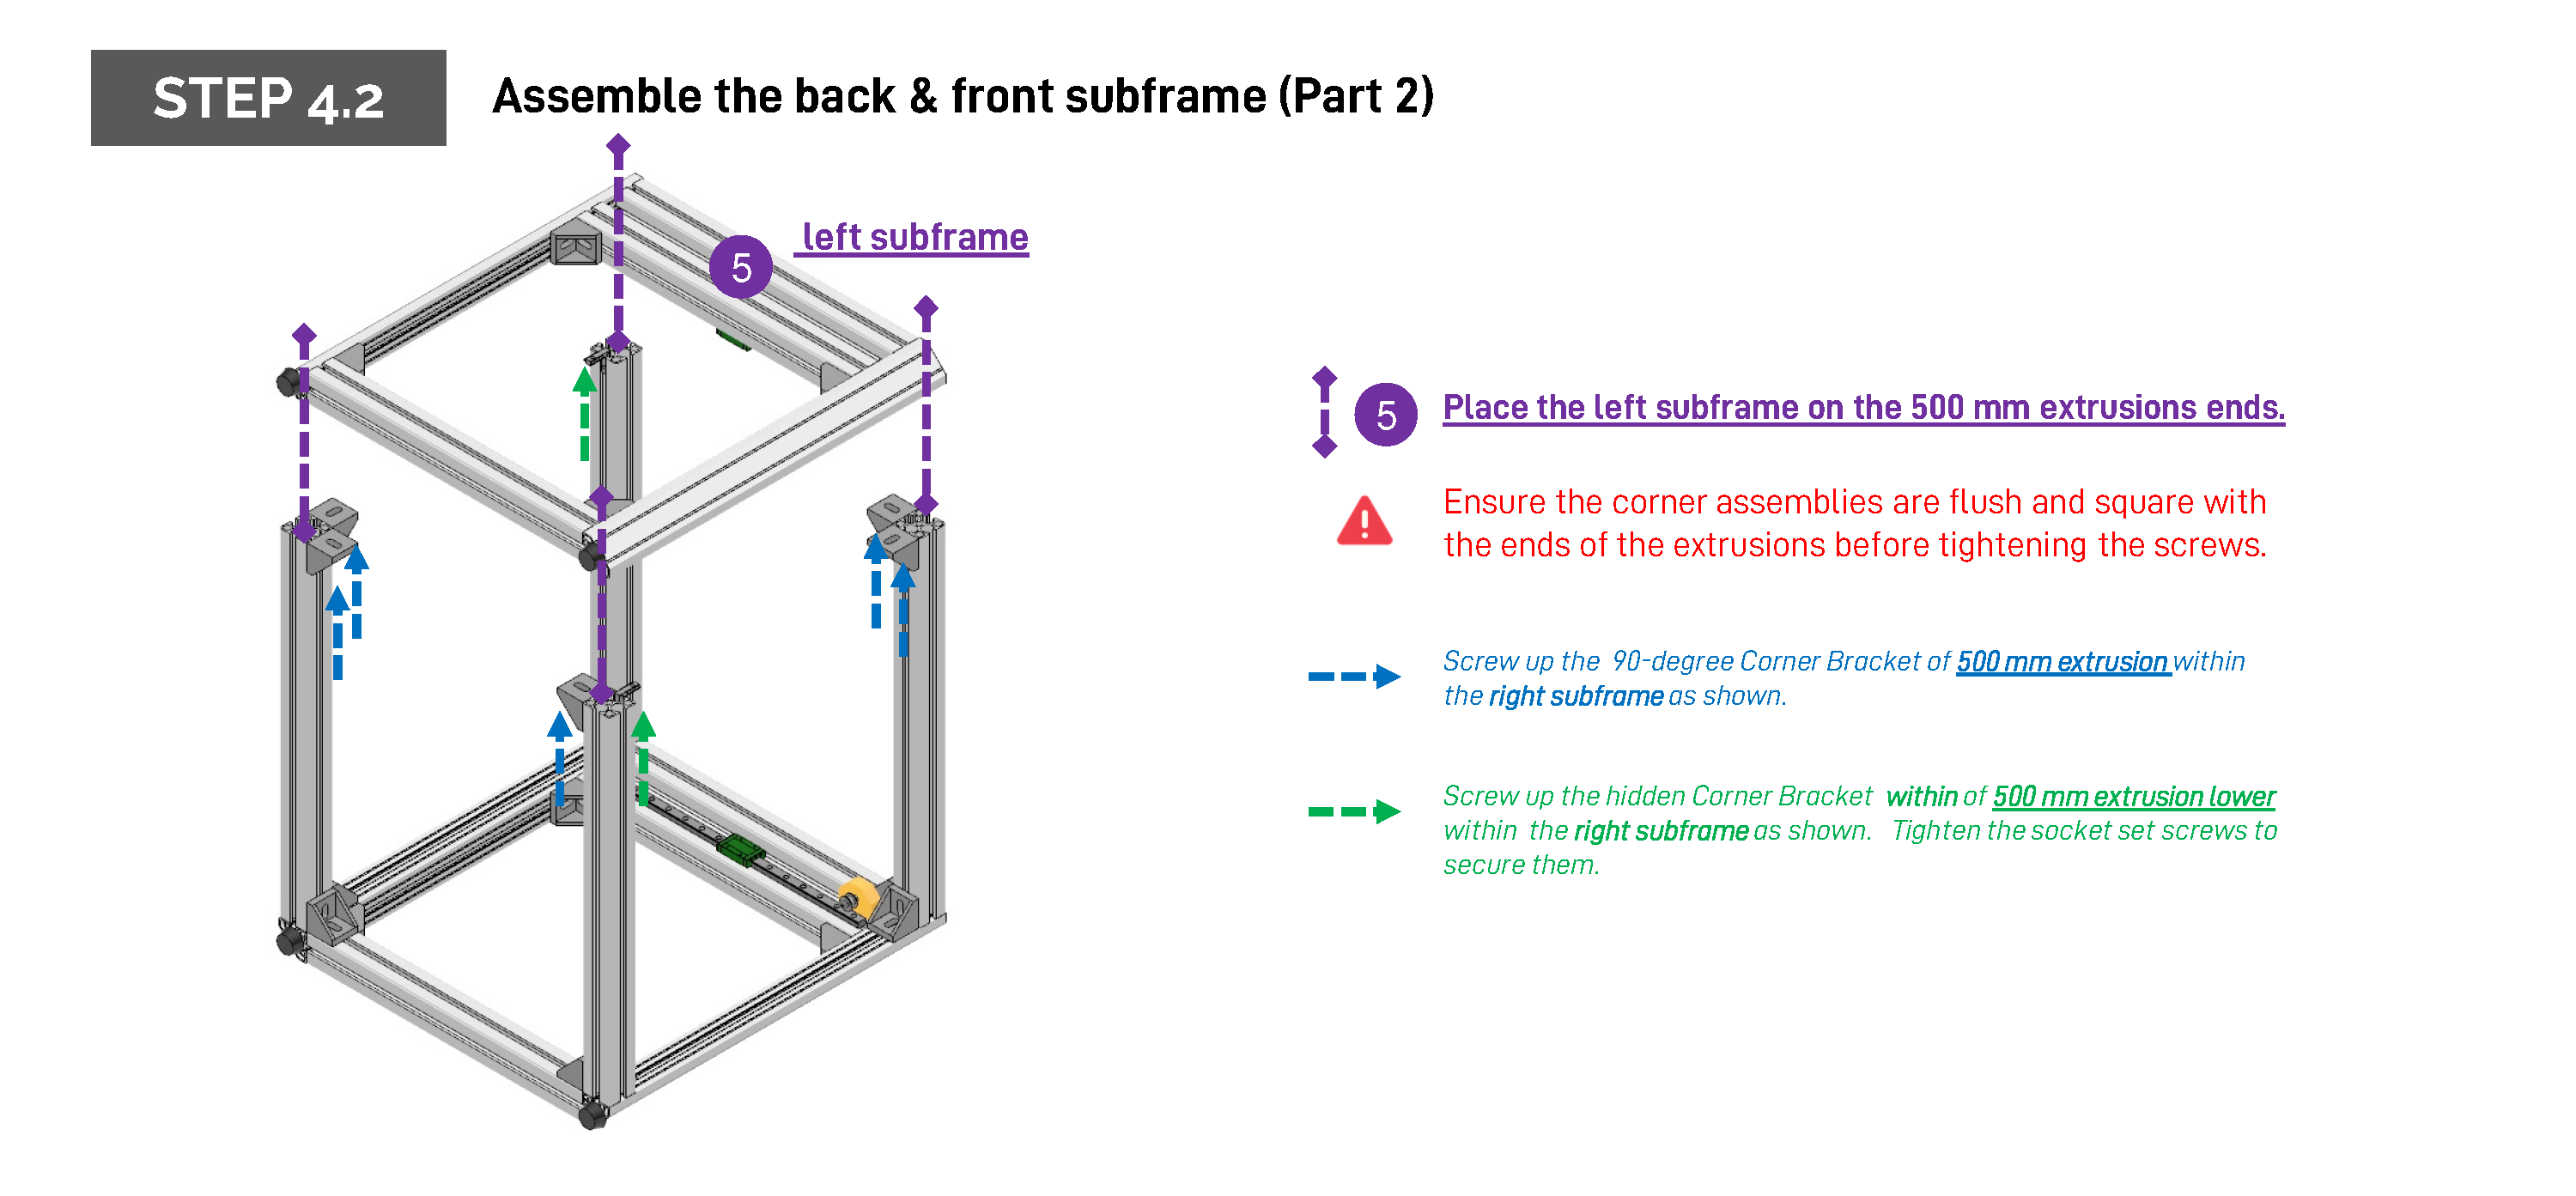 STEP 4.2
Assemble the back & front subframe (Part 2)
left subframe
5
5
Place the left subframe on the 500 mm extrusions ends.
Ensure the corner assemblies are flush and square with
the ends of the extrusions before tightening the screws.
Screw up the 90-degree Corner Bracket of 500 mm extrusion within
the right subframe as shown.
Screw up the hidden Corner Bracket within of 500 mm extrusion lower
within the right subframe as shown. Tighten the socket set screws to
secure them.